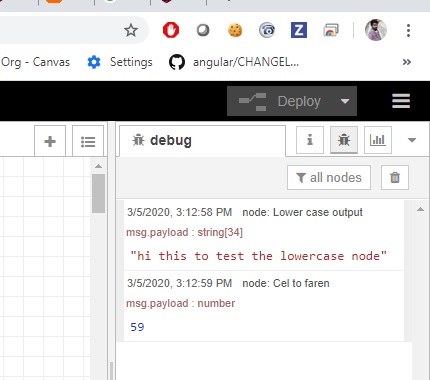 Org - Canvas Settings angular/CHANGEL... »
Deploy
debug
all nodes
3/5/2020, 3:12:58 PM node: Lower case output
msg.payload : string[34]
"hi this to test the lowercase node"
3/5/2020, 3:12:59 PM node: Cel to faren
msg.payload : number
59